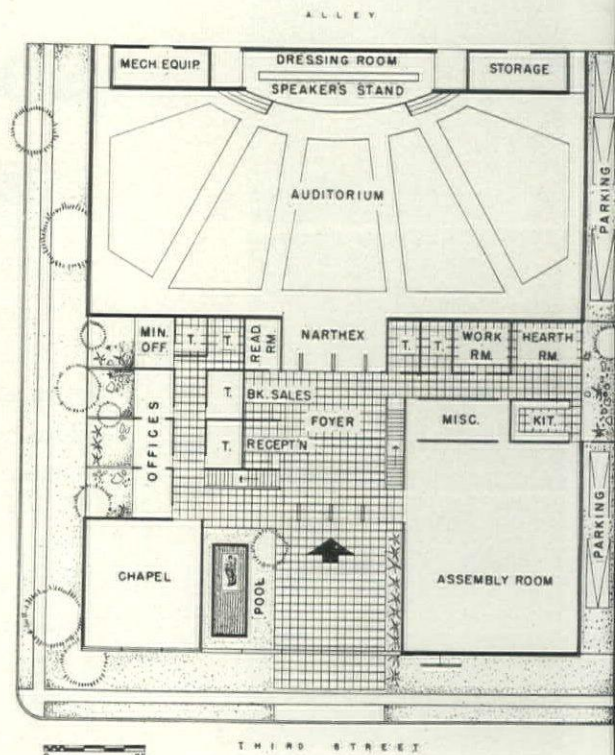 ALLEY
MECH. EQUIP.
DRESSING ROOM
STORAGE
SPEAKER'S STAND
PARKING
AUDITORIUM
MIN.
OFF.
T.
T.
READ.
RM.
NARTHEX
T.
T.
WORK
RM.
HEARTH
RM.
T.
BK. SALES
FOYER
MISC.
KIT.
OFFICES
T.
RECEPT'N
CHAPEL
POOL
ASSEMBLY ROOM
PARKING
THIRD STREET